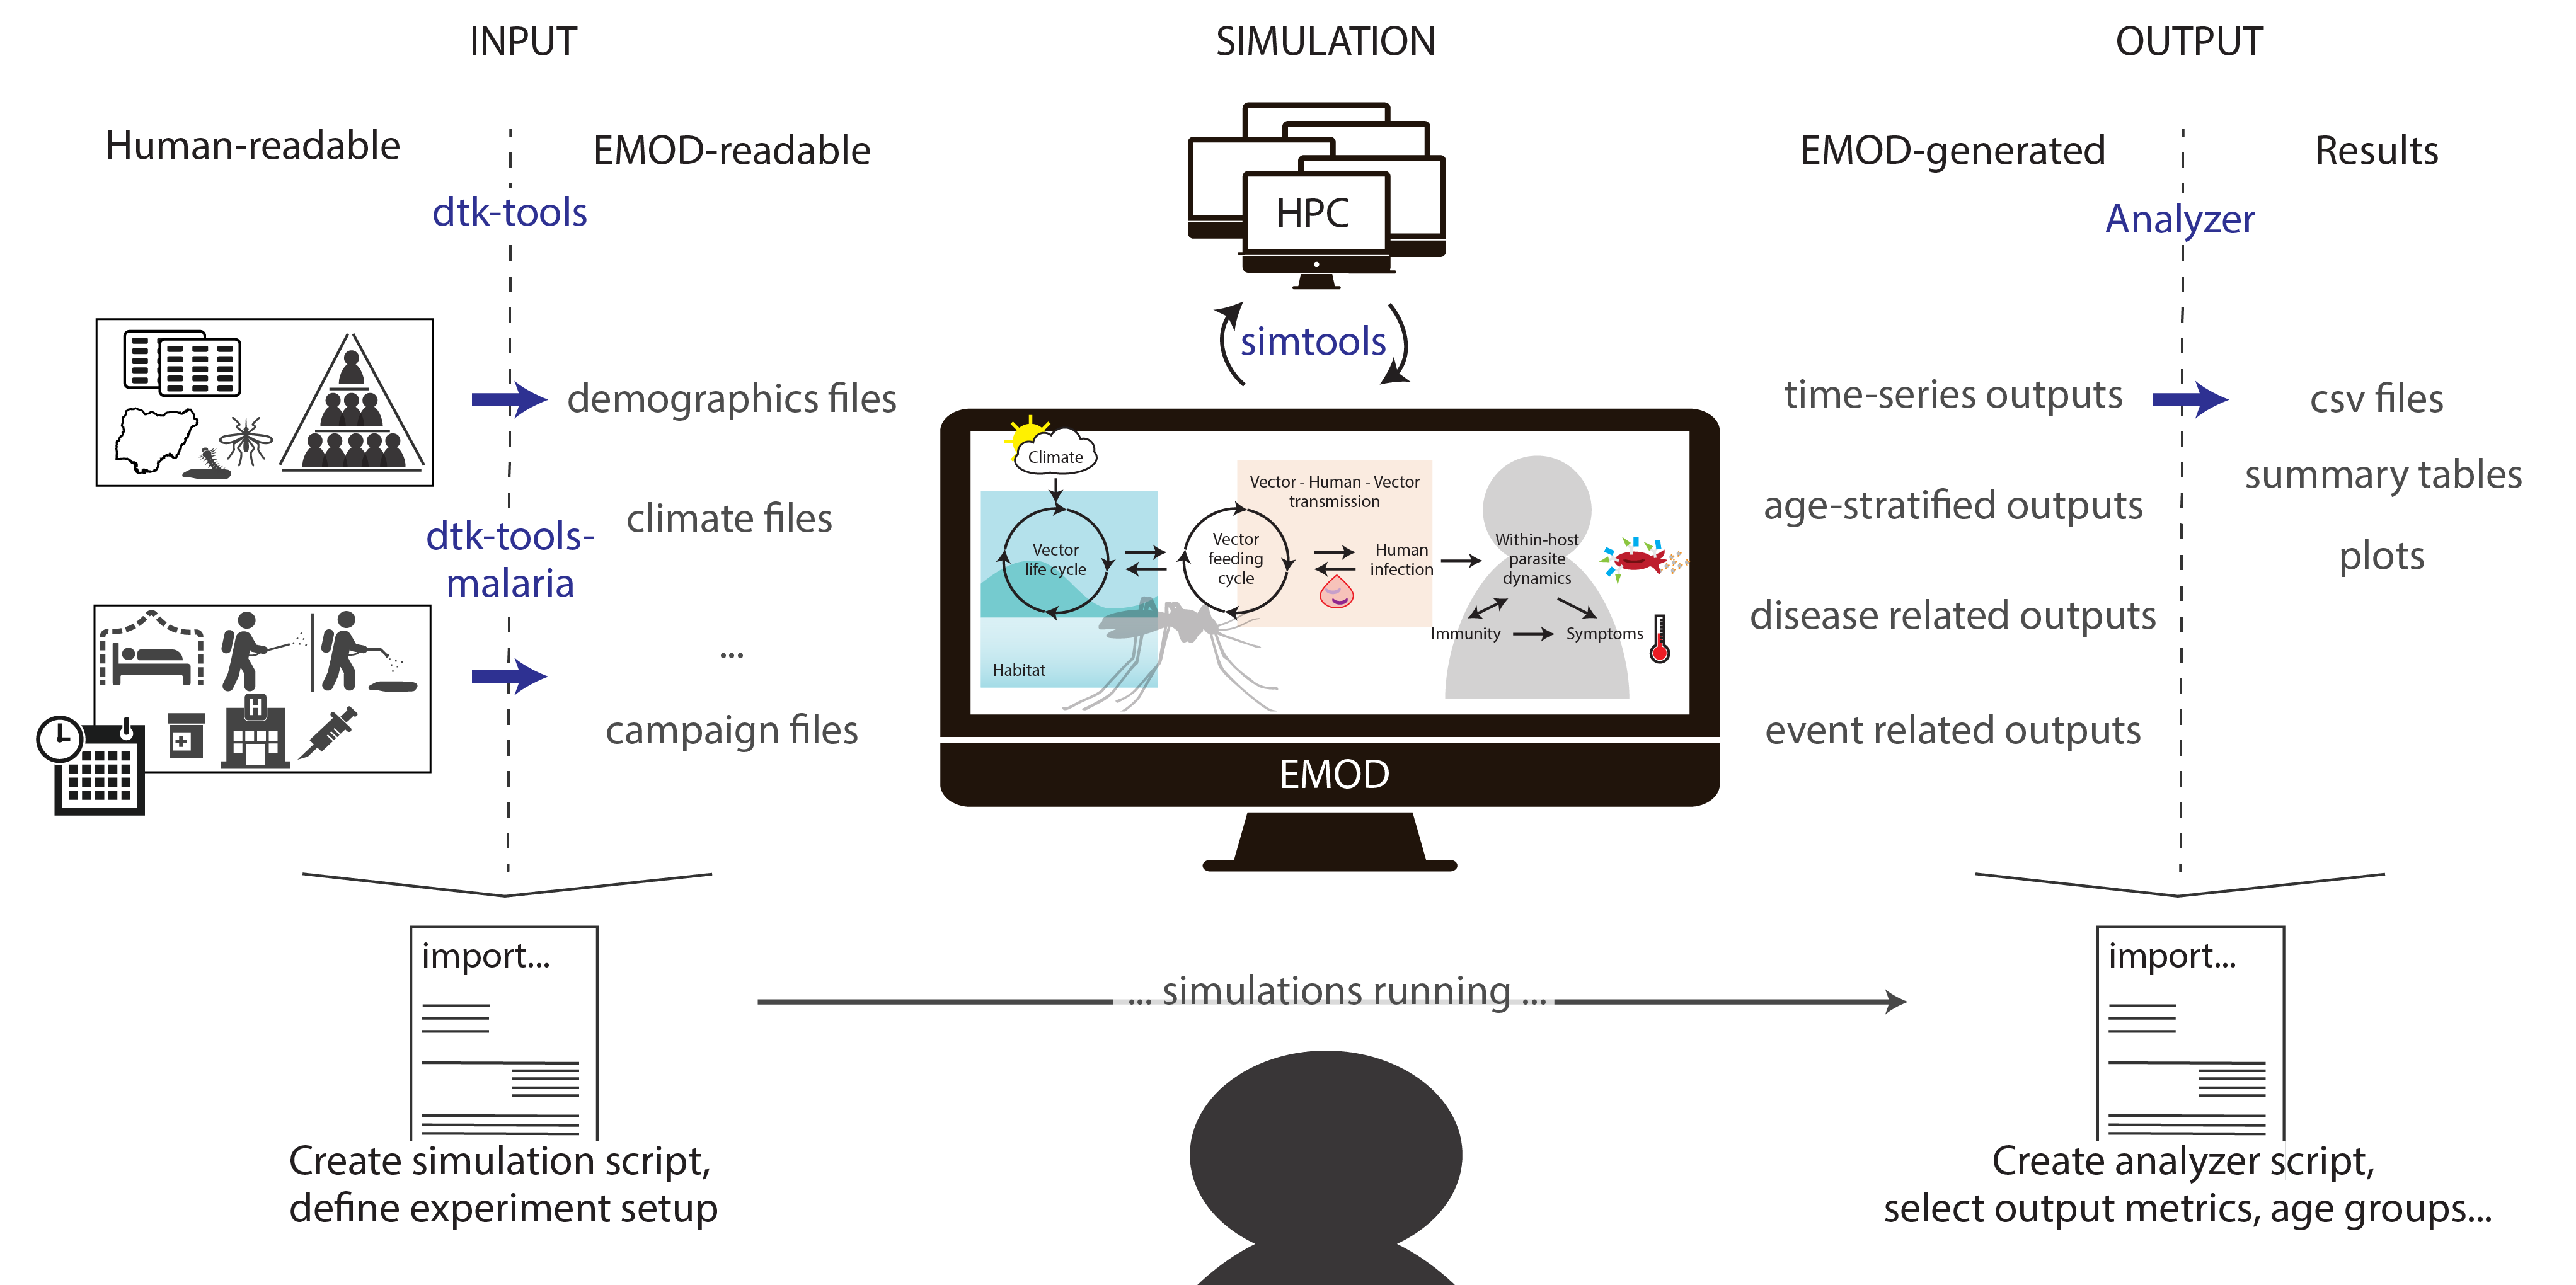 INPUT
SIMULATION
OUTPUT
Human-readable
EMOD-readable
dtk-tools
demographics files
climate files
dtk-tools-
malaria
...
campaign files
H
import...
Create simulation script,
define experiment setup
HPC
simtools
Climate
Vector
life cycle
Habitat
Vector
feeding
cycle
Vector - Human - Vector
transmission
Human
infection
Within-host
parasite
dynamics
Immunity
Symptoms
EMOD
... simulations running ...
EMOD-generated
Results
Analyzer
time-series outputs
age-stratified outputs
disease related outputs
event related outputs
csv files
summary tables
plots
import...
Create analyzer script,
select output metrics, age groups...